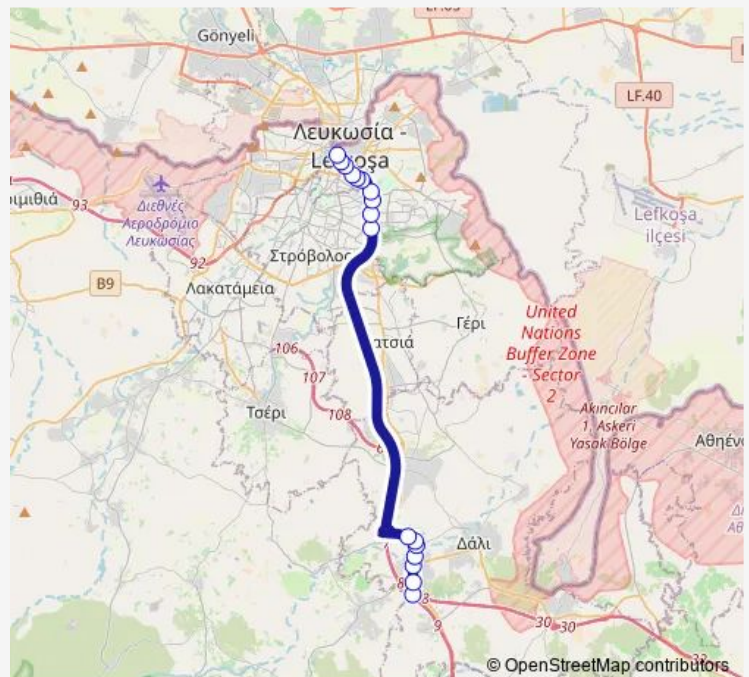 Gönyeli
LF.40
Λευκωσία -
Lefkoşa
Διεθνές
Αεροδρόμιο
Λευκωσίας
93
92
Lefkoşa
ilçesi
B9
Στρόβολος
Λακατάμεια
United
Nations
Buffer Zone
- Sector
2
Γέρι
106
107
108
Τσέρι
Akıncılar
1. Askeri
Yasak Bölge
Δάλι
30
30
9
© OpenStreetMap contributors